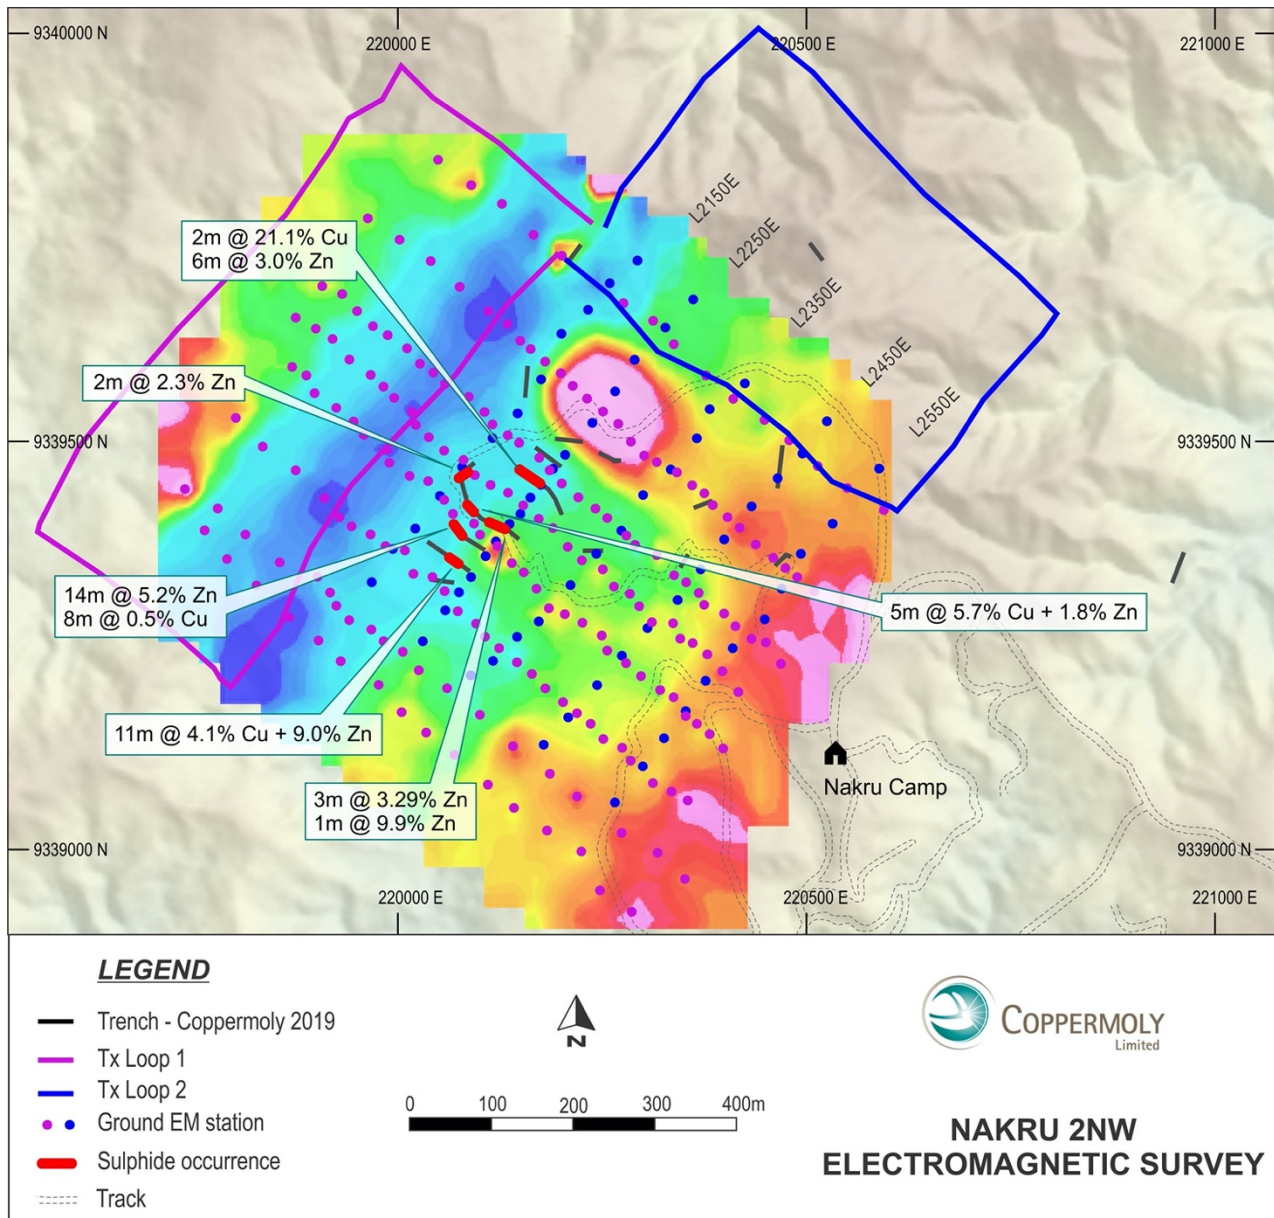 9340000 N
220000 E
220500 E
221000 E
L2150E
L2250E
L2350E
L2450E
L2550E
2m @ 21.1% Cu
6m @ 3.0% Zn
2m @ 2.3% Zn
9339500 N
9339500 N
14m @ 5.2% Zn
8m @ 0.5% Cu
5m @ 5.7% Cu + 1.8% Zn
11m @ 4.1% Cu + 9.0% Zn
3m @ 3.29% Zn
1m @ 9.9% Zn
Nakru Camp
9339000 N
9339000 N
220000 E
220500 E
221000 E
LEGEND
Trench - Coppermoly 2019
Tx Loop 1
Tx Loop 2
Ground EM station
Sulphide occurrence
Track
N
0 100 200 300 400m
COPPERMOLY
Limited
NAKRU 2NW
ELECTROMAGNETIC SURVEY